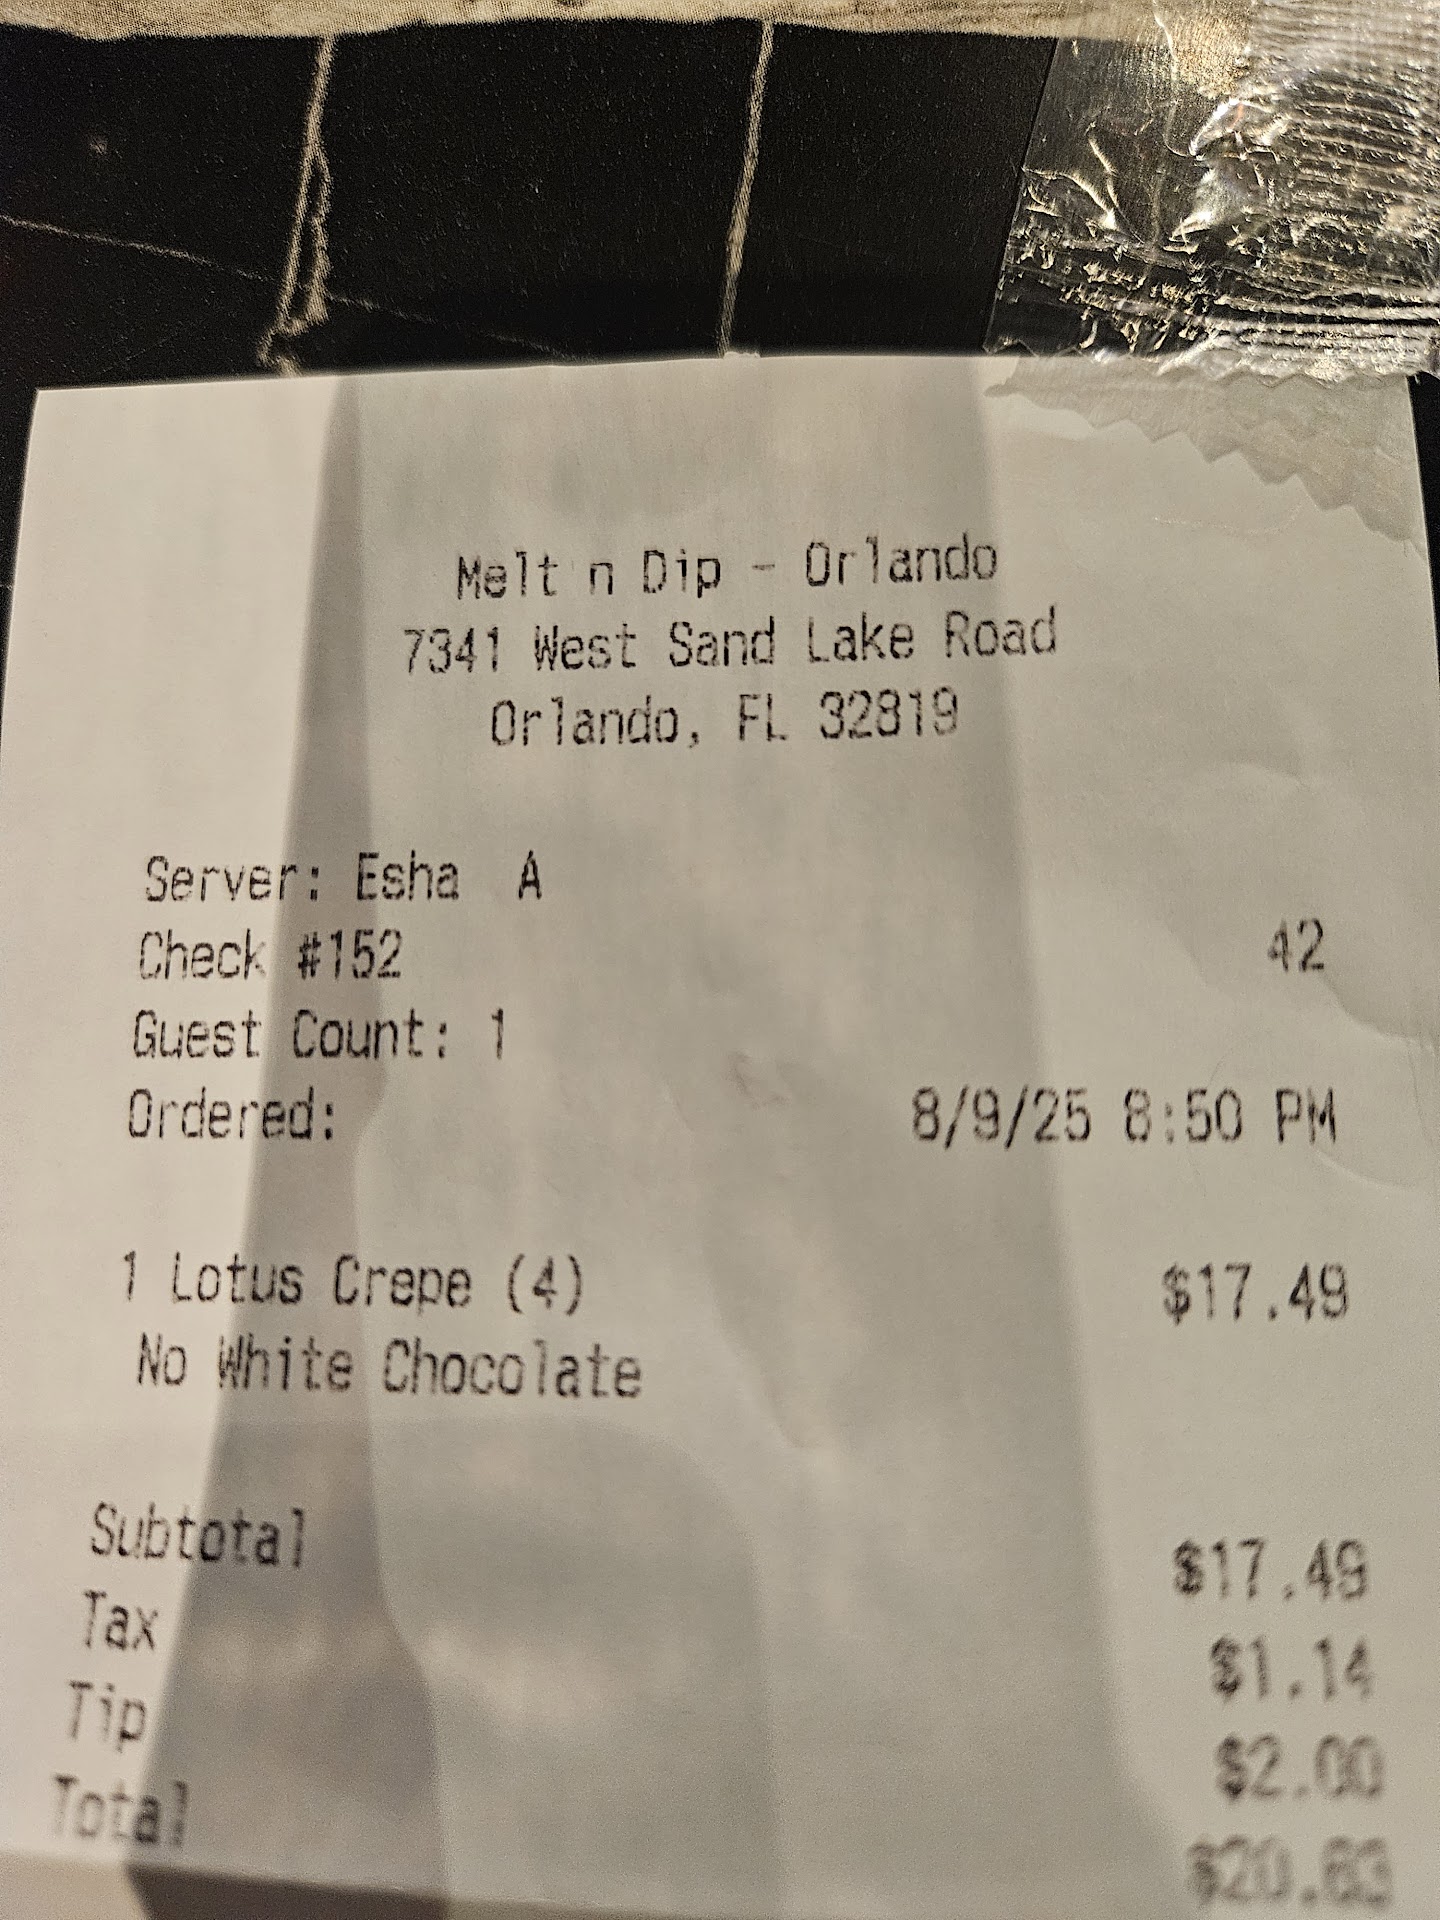 Melt n Dip - Orlando
7341 West Sand Lake Road
Orlando, FL 32819
Server: Esha A
Check #152 42
Guest Count: 1
Ordered: 8/9/25 8:50 PM
1 Lotus Crepe (4) $17.49
No White Chocolate
Subtotal $17.49
Tax $1.14
Tip $2.00
Total $20.63